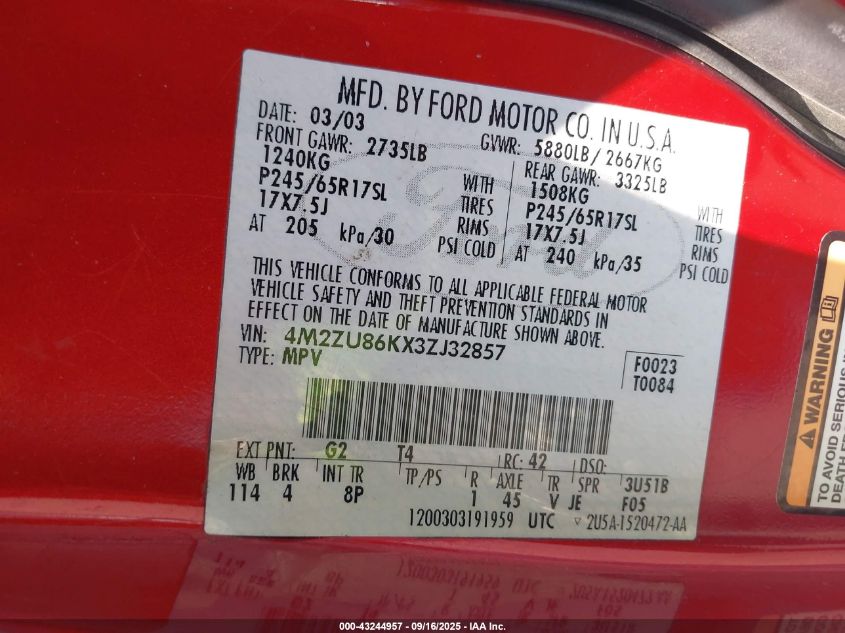 MFD. BY FORD MOTOR CO. IN U.S.A.
DATE: 03/03 GVWR: 5880LB/2667KG
FRONT GAWR: 2735LB REAR GAWR: 3325LB
1240KG WITH 1508KG WITH
P245/65R17SL TIRES P245/65R17SL TIRES
17X7.5J RIMS 17X7.5J RIMS
AT 205 kPa/30 PSI COLD AT 240 kPa/35 PSI COLD
Ford
THIS VEHICLE CONFORMS TO ALL APPLICABLE FEDERAL MOTOR
VEHICLE SAFETY AND THEFT PREVENTION STANDARDS IN
EFFECT ON THE DATE OF MANUFACTURE SHOWN ABOVE.
VIN: 4M2ZU86KX3ZJ32857
TYPE: MPV
F0023
T0084
EXT PNT: G2 T4 RC: 42 DSO:
WB BRK INT TR TP/PS R AXLE TR SPR 3U51B
114 4 8P 1 45 V JE F05
1200303191959 UTC 2U5A-1520472-AA
WARNING
TO AVOID SERIOUS
000-43244957 - 09/16/2025 - IAA Inc.